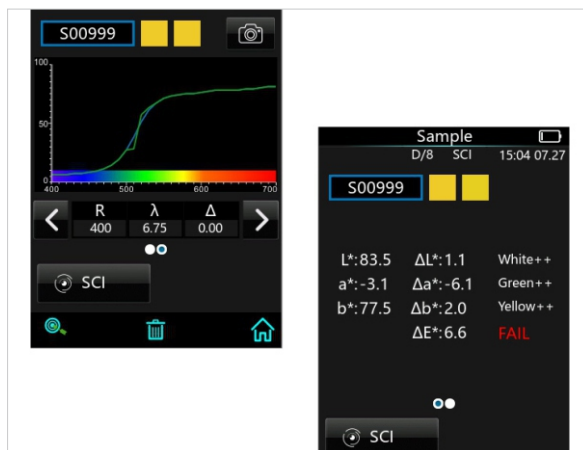 S00999
100
50
0
400 500 600 700
R λ Δ
400 6.75 0.00
SCI
Sample
D/8 SCI 15:04 07.27
S00999
L*:83.5 ΔL*:1.1 White++
a*:-3.1 Δa*:-6.1 Green++
b*:77.5 Δb*:2.0 Yellow++
ΔE*:6.6 FAIL
SCI